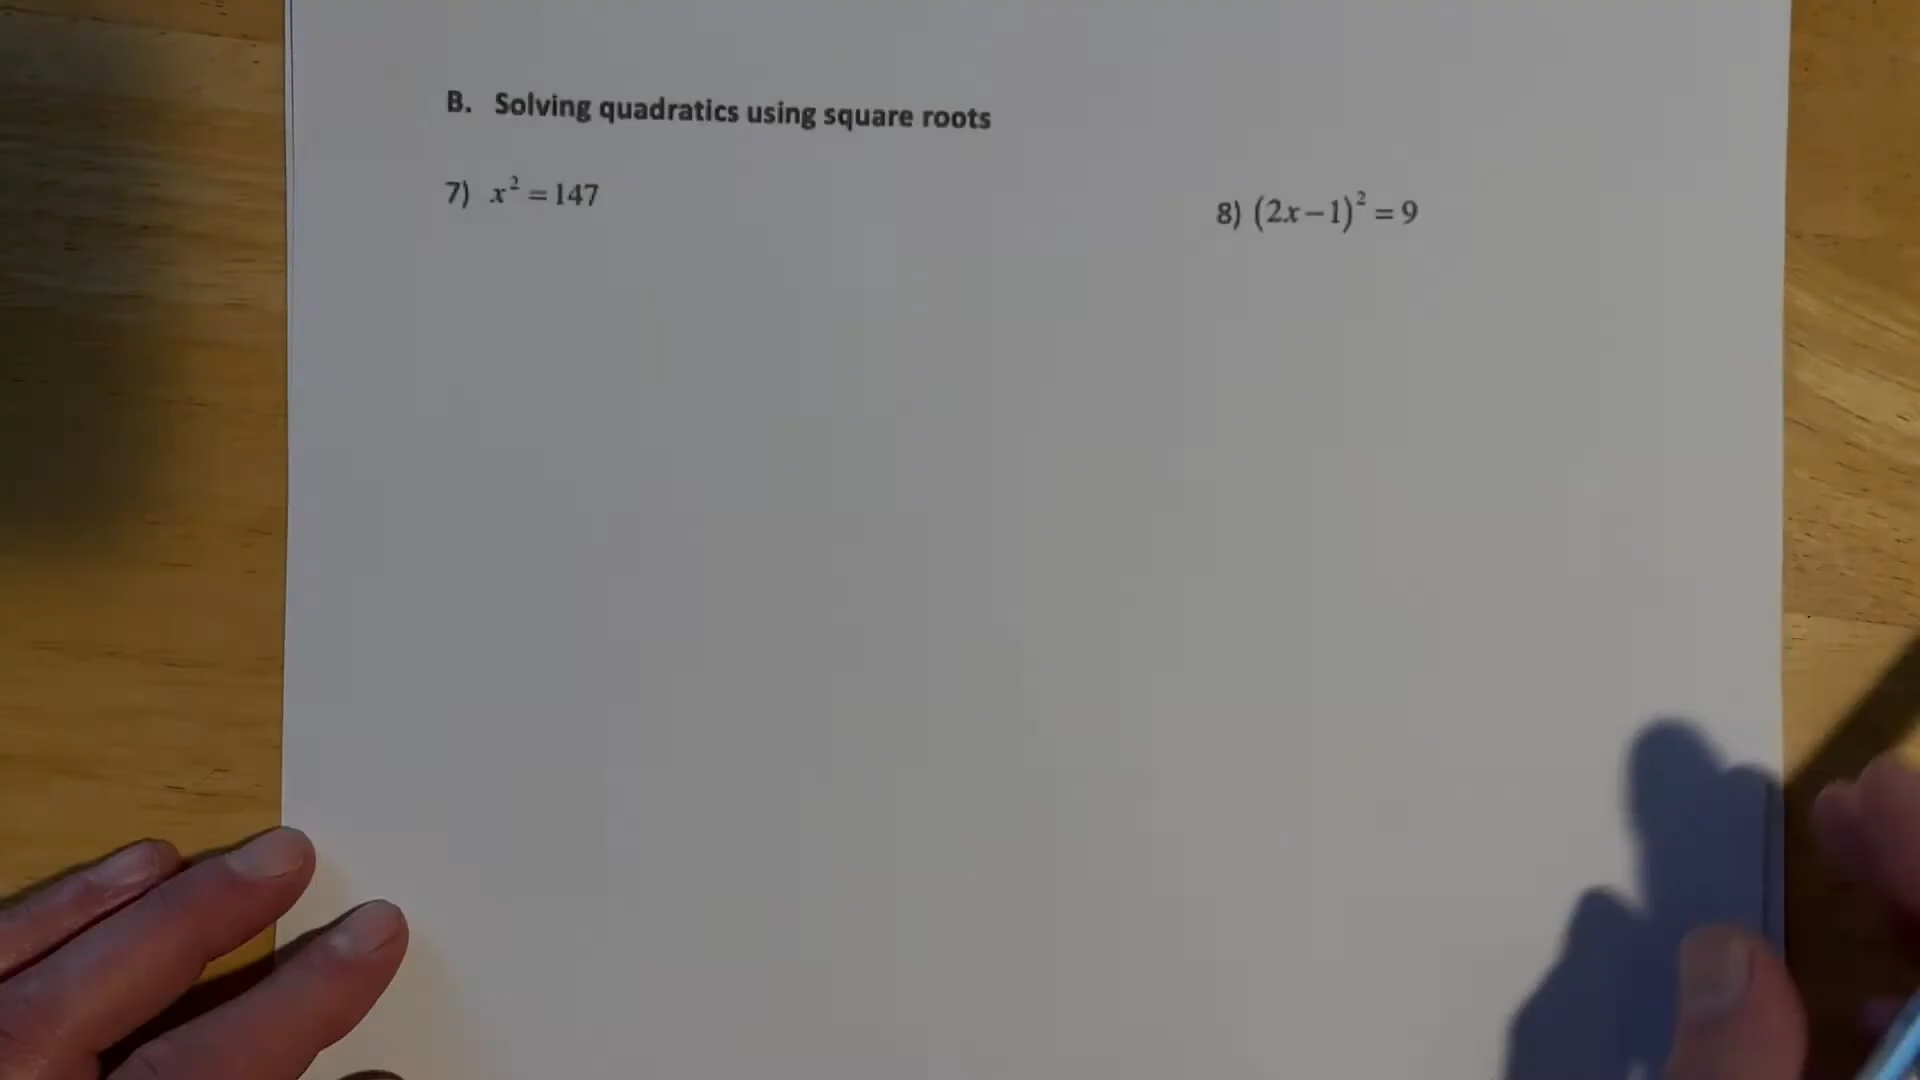 B. Solving quadratics using square roots
7) x² = 147
8) (2x−1)² = 9